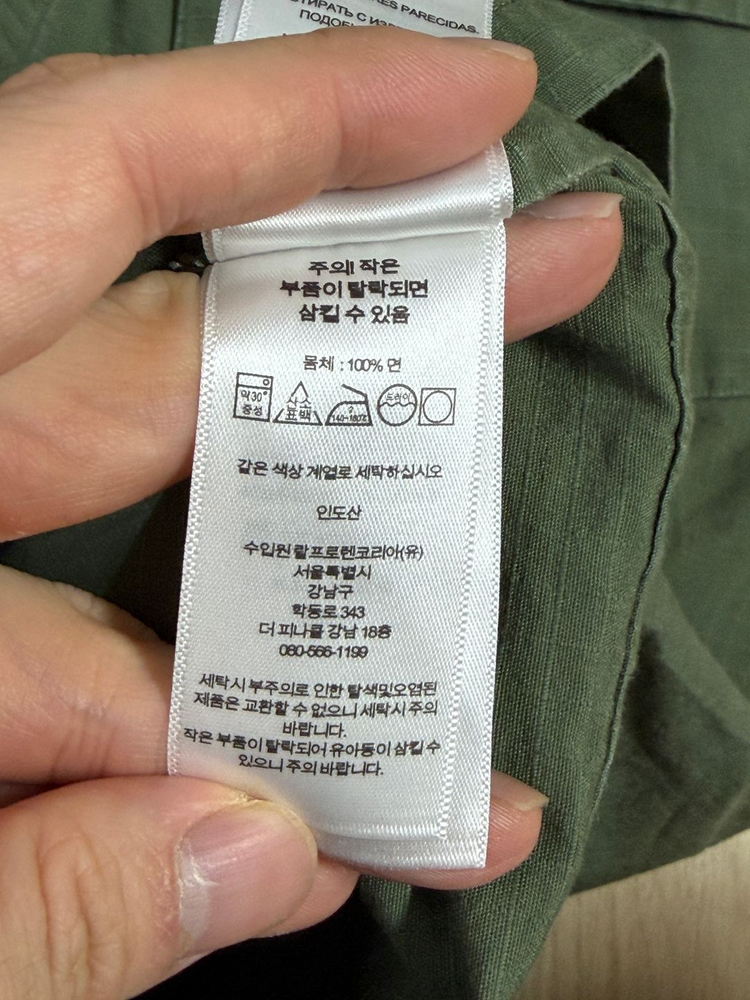 RES PARECIDAS.
주의! 작은
부품이 탈락되면
삼킬 수 있음
몸체 : 100% 면
약30°
중성
산소
표백
2
140~160℃
드라이
같은 색상 계열로 세탁하십시오
인도산
수입원 랄프로렌코리아(유)
서울특별시
강남구
학동로 343
더 피나클 강남 18층
080-566-1199
세탁시 부주의로 인한 탈색및오염된
제품은 교환할 수 없으니 세탁시 주의
바랍니다.
작은 부품이 탈락되어 유아동이 삼킬 수
있으니 주의 바랍니다.